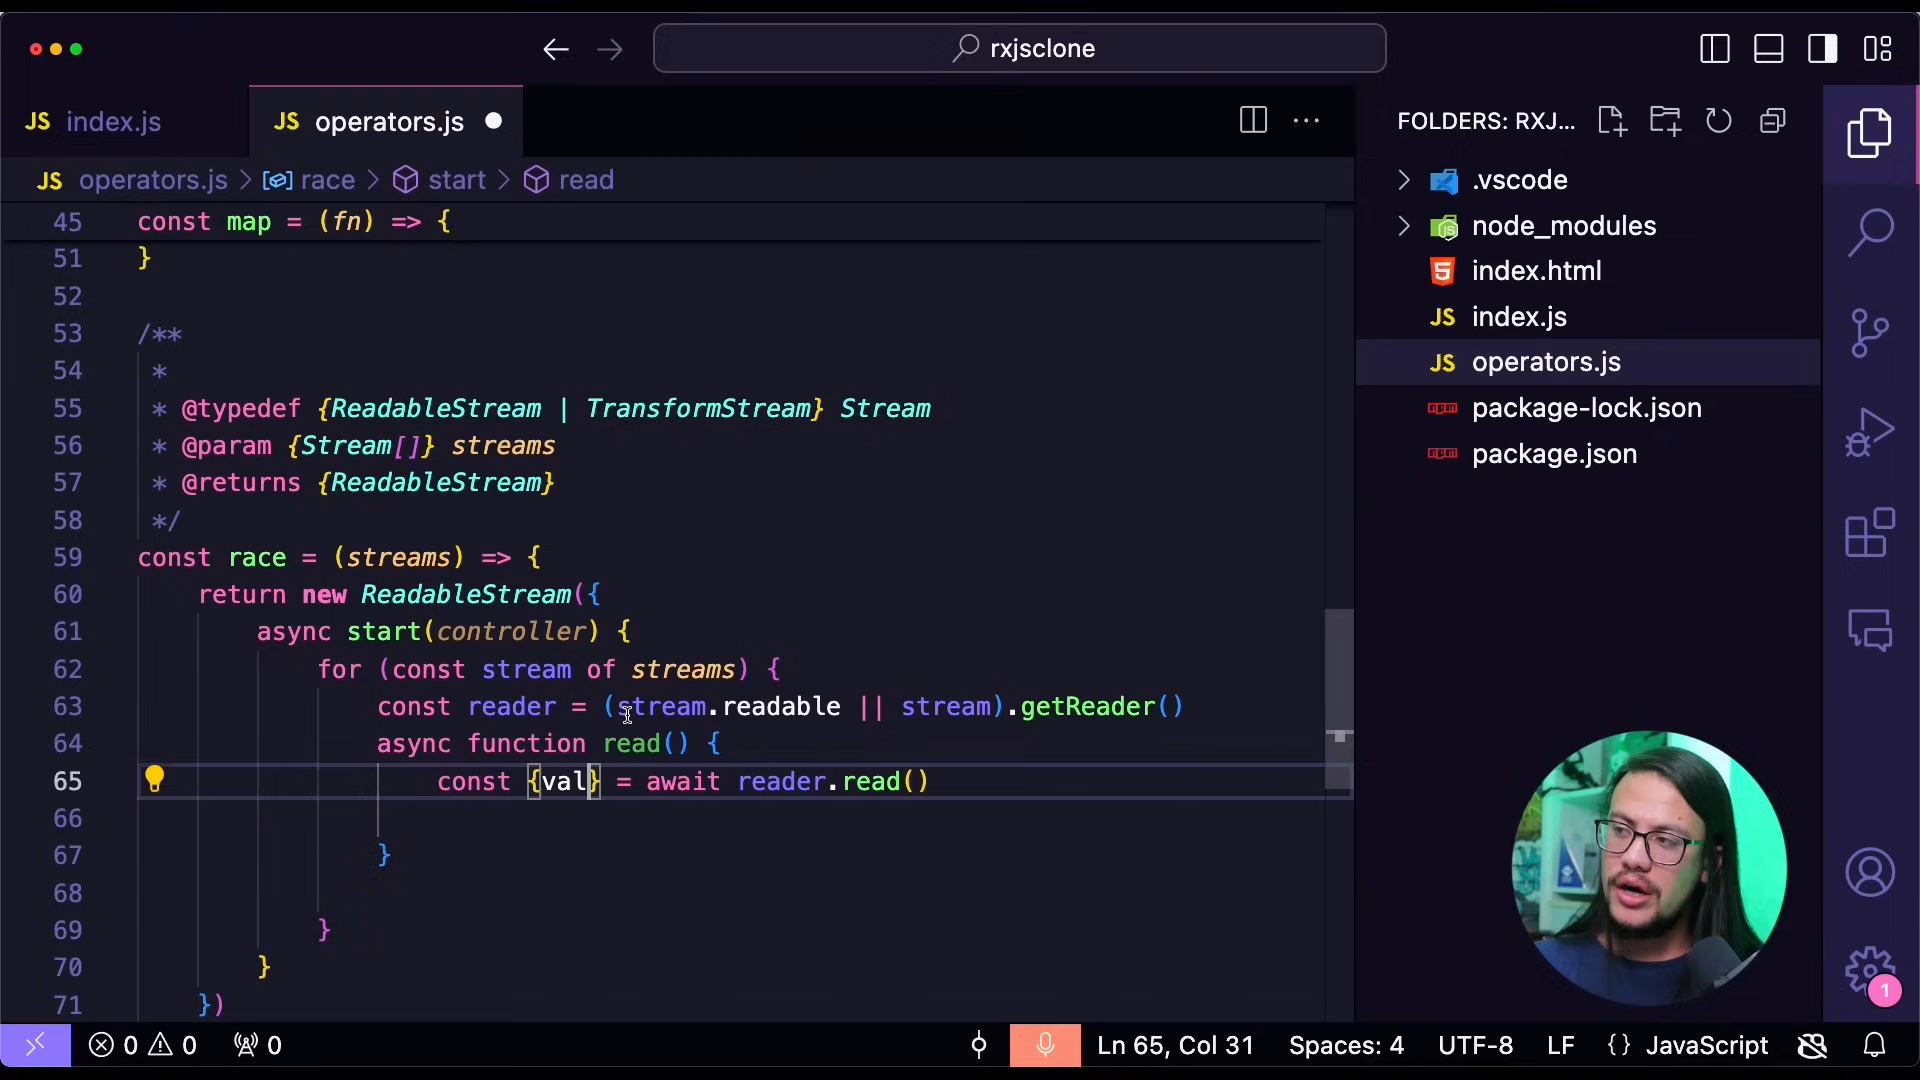 rxjsclone
JS index.js
JS operators.js
FOLDERS: RXJ...
JS operators.js > race > start > read
45 const map = (fn) => {
51 }
52
53 /**
54 *
55 * @typedef {ReadableStream | TransformStream} Stream
56 * @param {Stream[]} streams
57 * @returns {ReadableStream}
58 */
59 const race = (streams) => {
60 return new ReadableStream({
61 async start(controller) {
62 for (const stream of streams) {
63 const reader = (stream.readable || stream).getReader()
64 async function read() {
65 const {val} = await reader.read()
66
67 }
68
69 }
70 }
71 })
.vscode
node_modules
index.html
JS index.js
JS operators.js
package-lock.json
package.json
1
0 0 0 Ln 65, Col 31 Spaces: 4 UTF-8 LF {} JavaScript